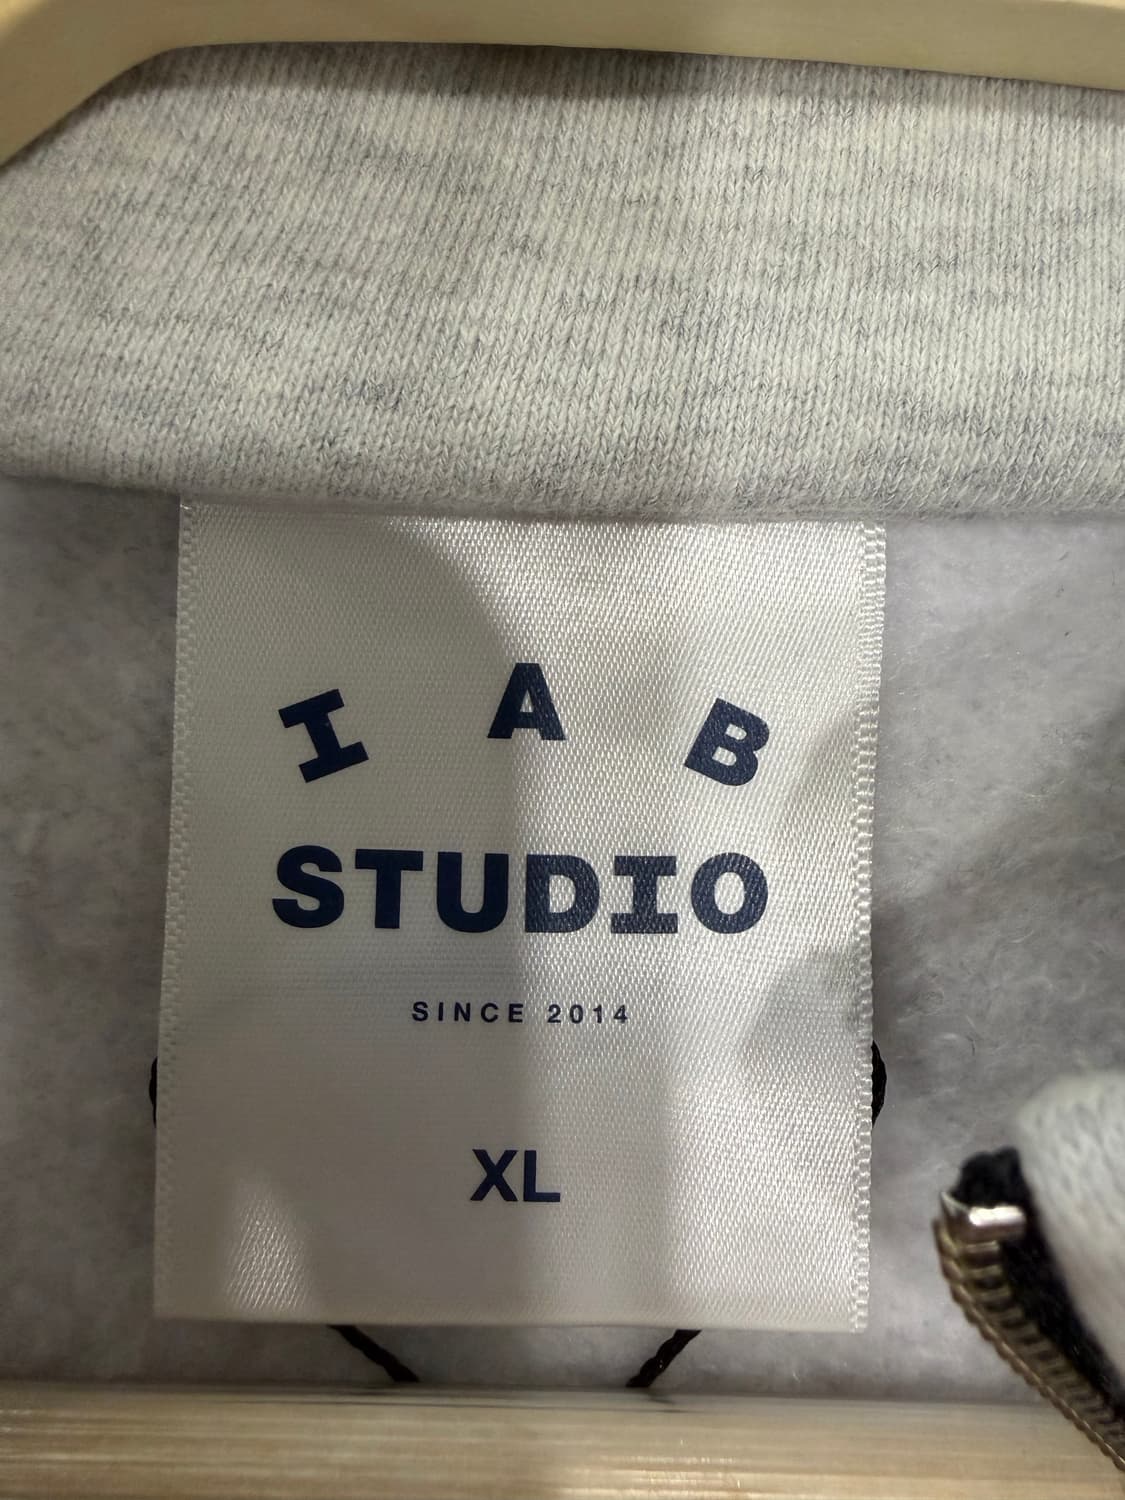 I A B
STUDIO
SINCE 2014
XL